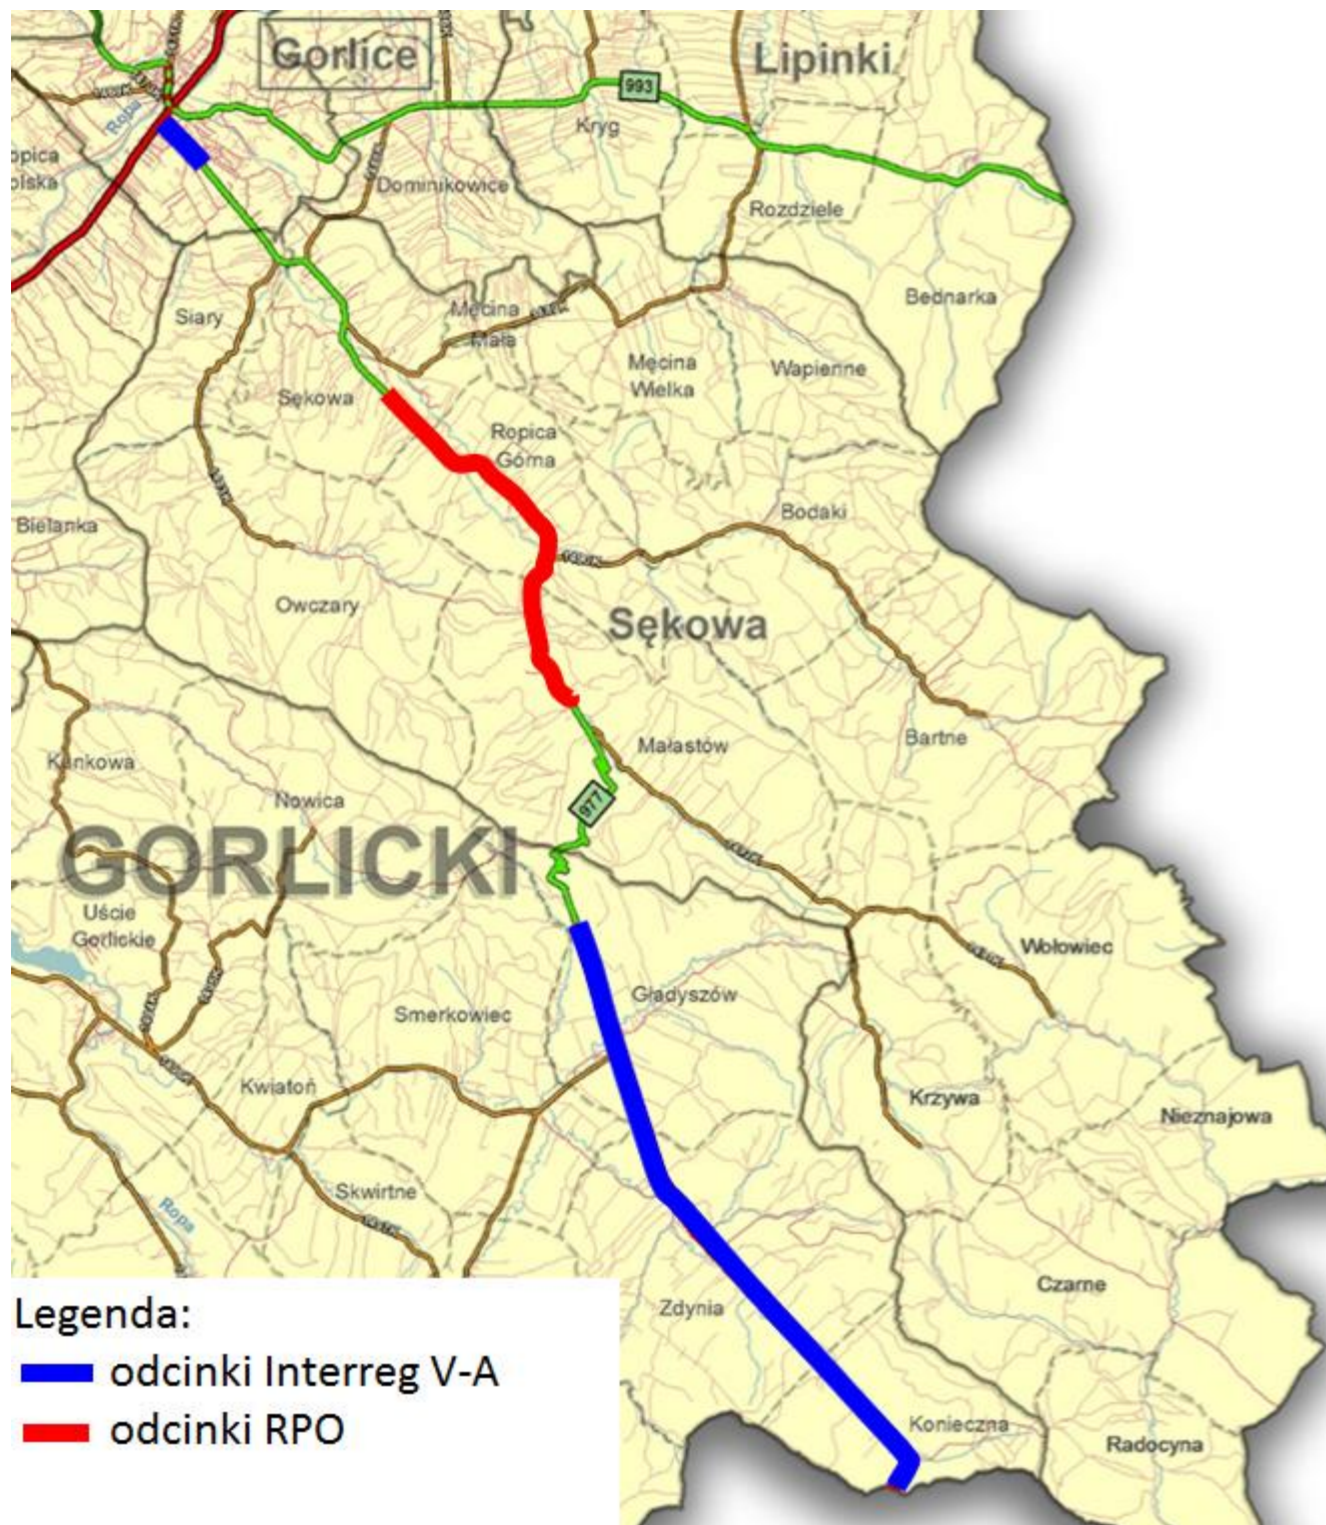 Gorlice
Lipinki
993
Ropa
Kryg
Dominikowice
Rozdziele
Bednarka
Siary
Męcina
Mała
Męcina
Wielka
Wapienne
Sękowa
Ropica
Górna
Bodaki
Bielanka
Owczary
Sękowa
Małastów
Bartne
Kunkowa
Nowica
977
GORLICKI
Uście
Gorlickie
Wołowiec
Gładyszów
Smerkowiec
Kwiatoń
Krzywa
Nieznajowa
Skwirtne
Ropa
Czarne
Zdynia
Konieczna
Radocyna
Legenda:
odcinki Interreg V-A
odcinki RPO